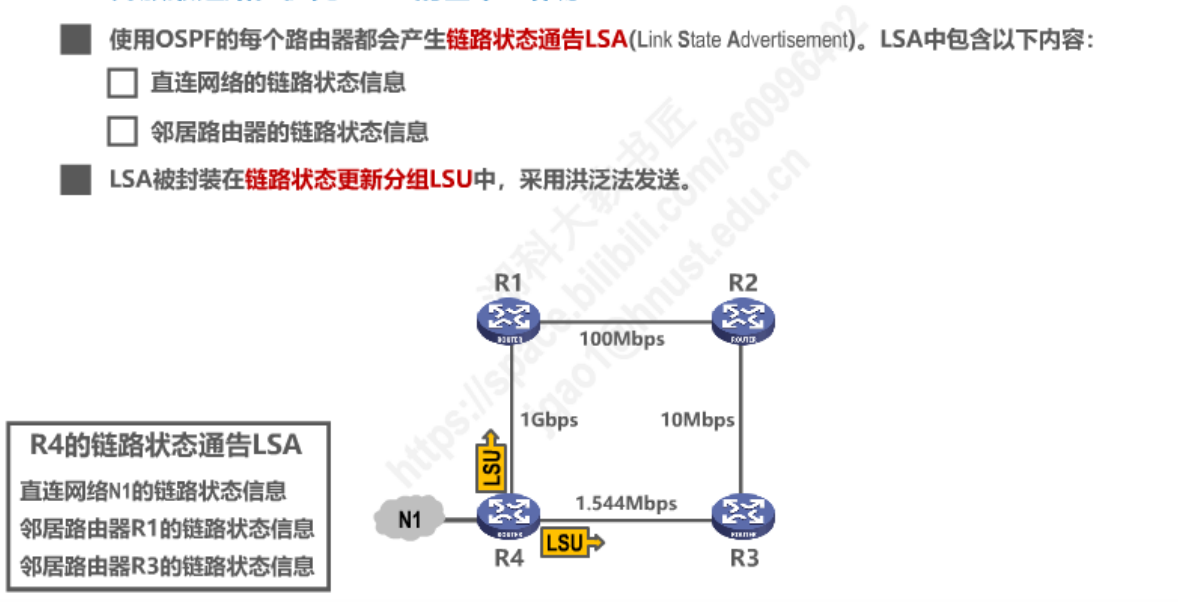 使用OSPF的每个路由器都会产生链路状态通告LSA(Link State Advertisement)。LSA中包含以下内容：
直连网络的链路状态信息
邻居路由器的链路状态信息
LSA被封装在链路状态更新分组LSU中，采用洪泛法发送。
湖科大教书匠
https://space.bilibili.com/360996402
jgao1@hnust.edu.cn
R1
R2
ROUTER
ROUTER
100Mbps
1Gbps
10Mbps
R4的链路状态通告LSA
直连网络N1的链路状态信息
邻居路由器R1的链路状态信息
邻居路由器R3的链路状态信息
LSU
1.544Mbps
N1
ROUTER
ROUTER
LSU
R4
R3